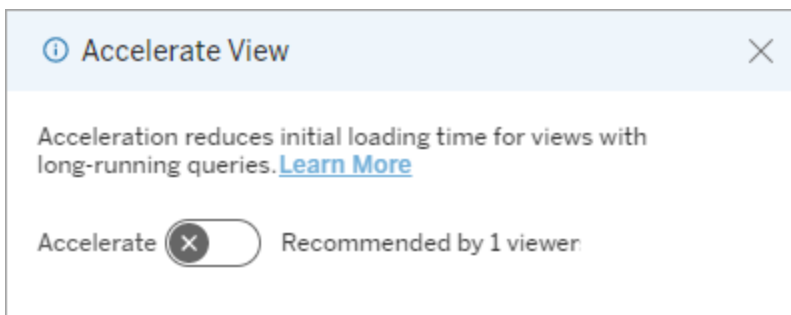 Accelerate View
Acceleration reduces initial loading time for views with
long-running queries. Learn More
Accelerate Recommended by 1 viewer